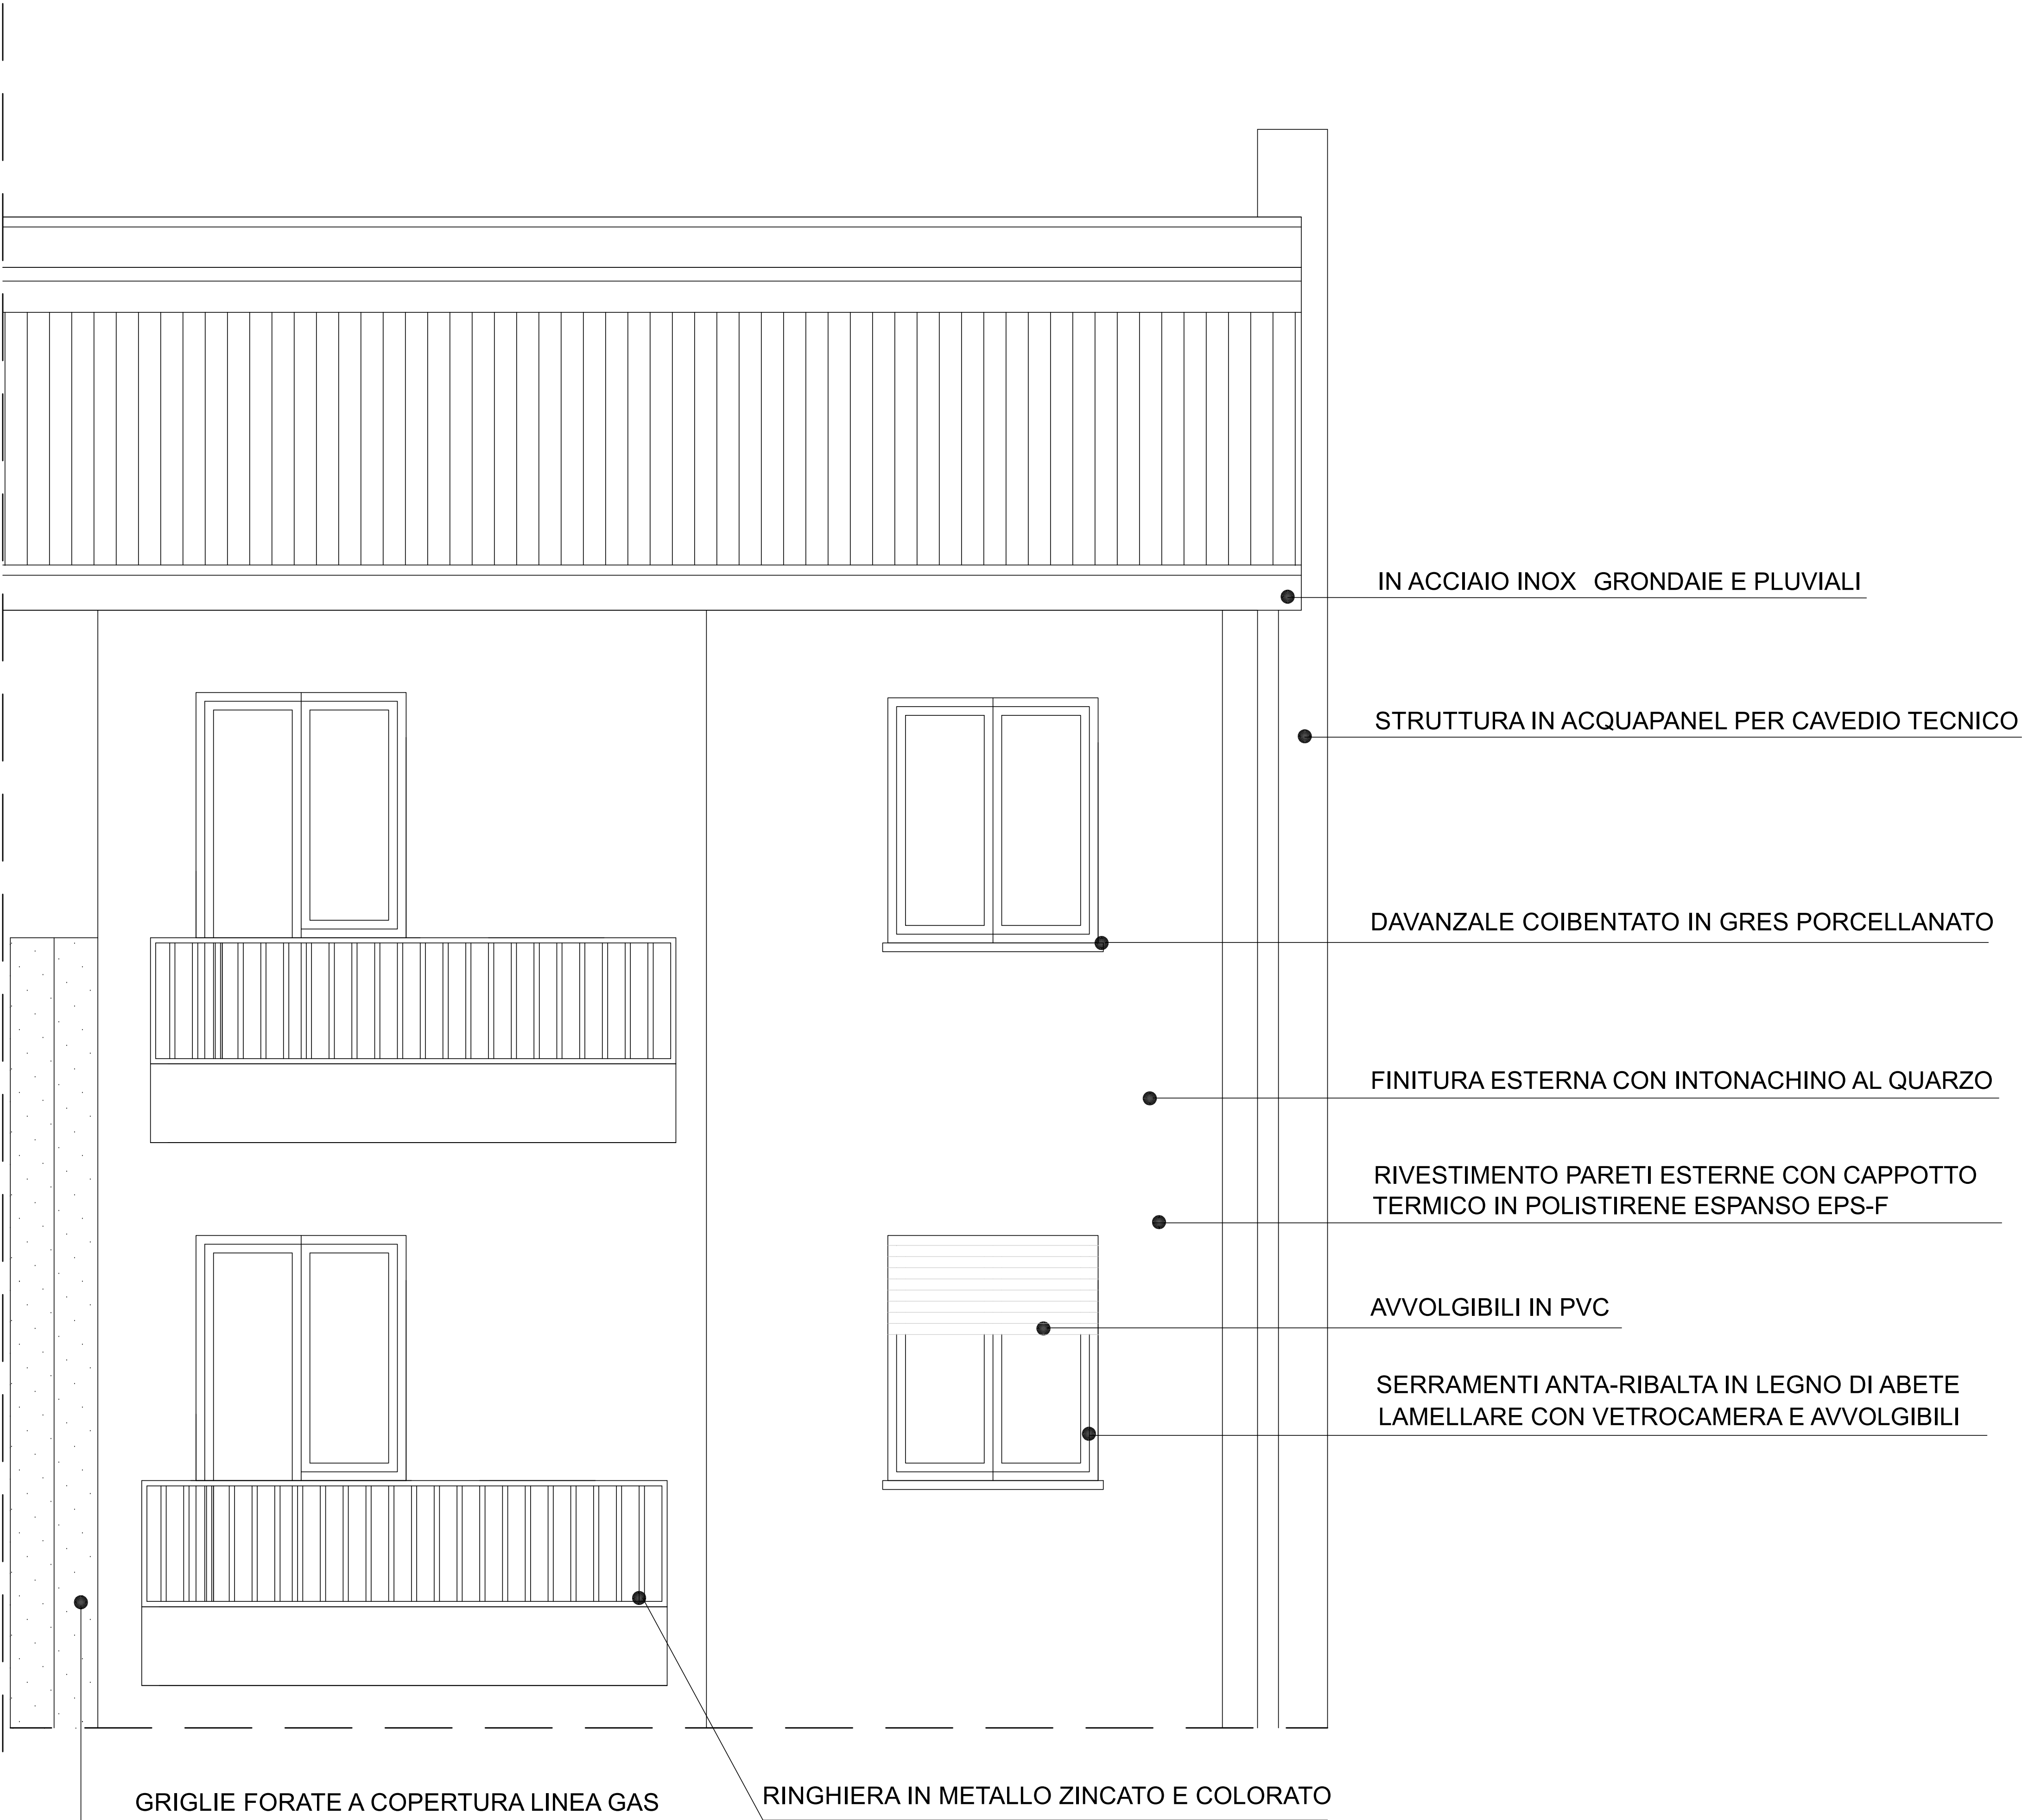 IN ACCIAIO INOX GRONDAIE E PLUVIALI
STRUTTURA IN ACQUAPANEL PER CAVEDIO TECNICO
DAVANZALE COIBENTATO IN GRES PORCELLANATO
FINITURA ESTERNA CON INTONACHINO AL QUARZO
RIVESTIMENTO PARETI ESTERNE CON CAPPOTTO
TERMICO IN POLISTIRENE ESPANSO EPS-F
AVVOLGIBILI IN PVC
SERRAMENTI ANTA-RIBALTA IN LEGNO DI ABETE
LAMELLARE CON VETROCAMERA E AVVOLGIBILI
GRIGLIE FORATE A COPERTURA LINEA GAS
RINGHIERA IN METALLO ZINCATO E COLORATO